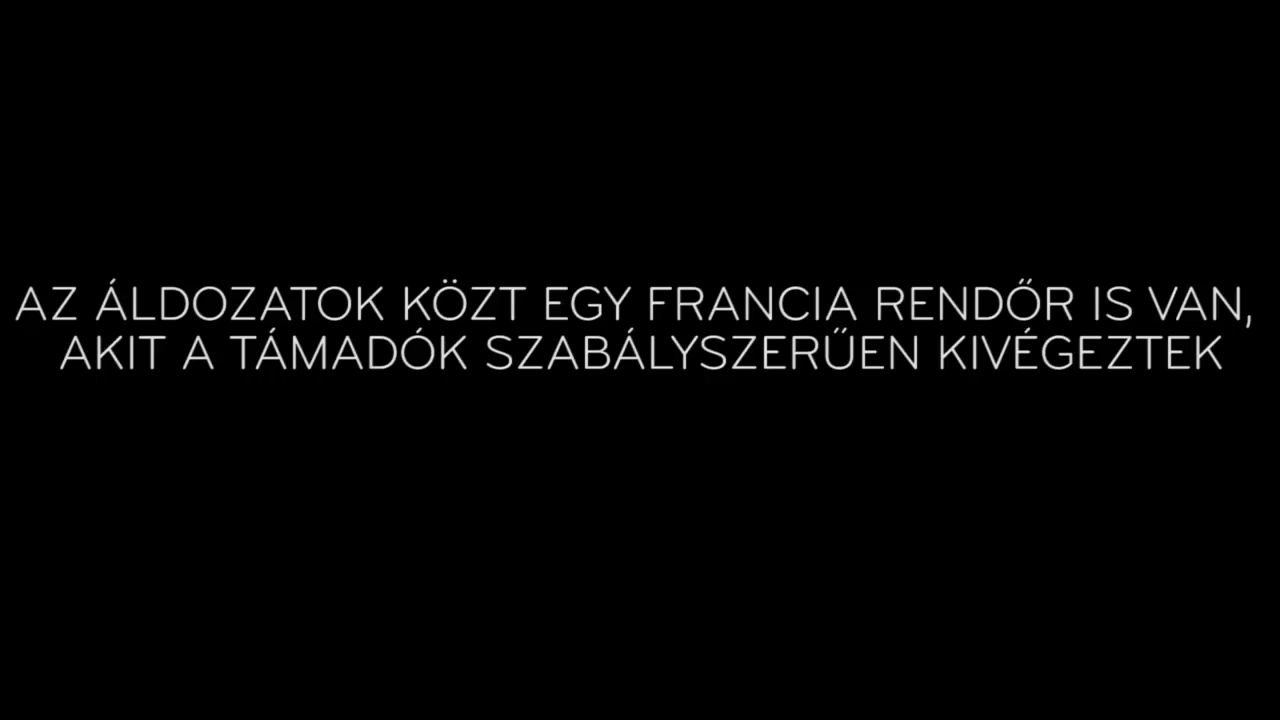 AZ ÁLDOZATOK KÖZT EGY FRANCIA RENDŐR IS VAN,
AKIT A TÁMADÓK SZABÁLYSZERŰEN KIVÉGEZTEK